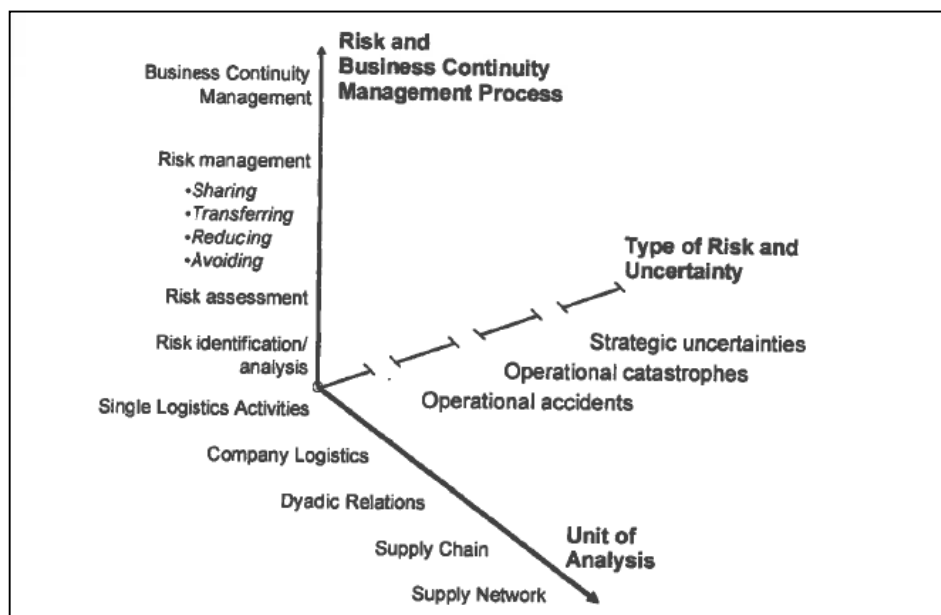 Risk and
Business Continuity
Management Process
Business Continuity
Management
Risk management
•Sharing
•Transferring
•Reducing
•Avoiding
Risk assessment
Risk identification/
analysis
Type of Risk and
Uncertainty
Strategic uncertainties
Operational catastrophes
Operational accidents
Single Logistics Activities
Company Logistics
Dyadic Relations
Supply Chain
Supply Network
Unit of
Analysis